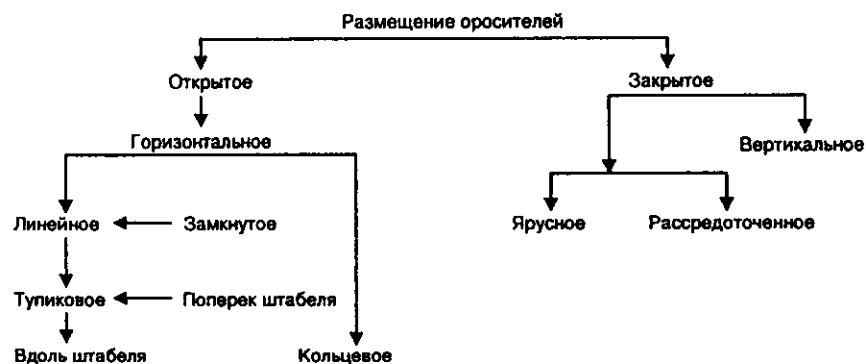 Размещение оросителей
Открытое Закрытое
Горизонтальное Вертикальное
Линейное Замкнутое Ярусное Рассредоточенное
Тупиковое Поперек штабеля
Вдоль штабеля Кольцевое